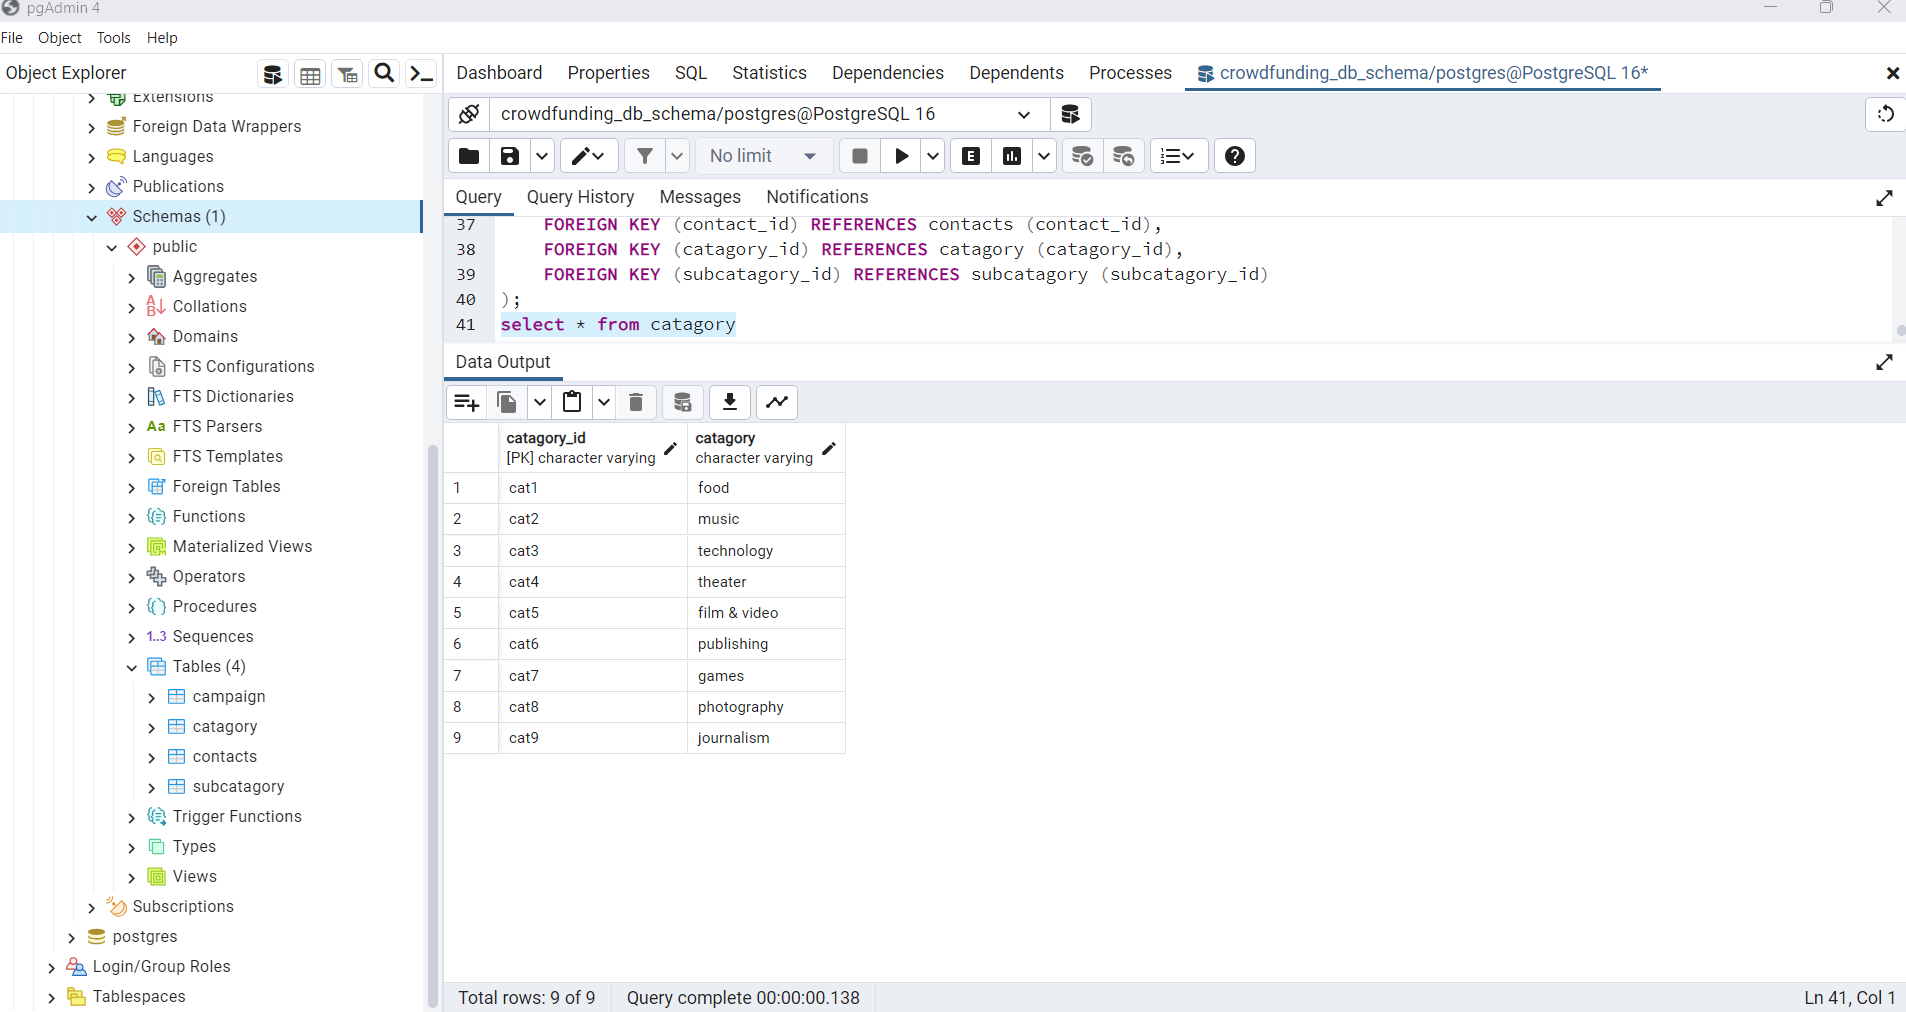 pgAdmin 4
File Object Tools Help
Object Explorer
Dashboard Properties SQL Statistics Dependencies Dependents Processes crowdfunding_db_schema/postgres@PostgreSQL 16*
Extensions
Foreign Data Wrappers
Languages
Publications
Schemas (1)
public
Aggregates
Collations
Domains
FTS Configurations
FTS Dictionaries
Aa FTS Parsers
FTS Templates
Foreign Tables
Functions
Materialized Views
Operators
Procedures
1..3 Sequences
Tables (4)
campaign
catagory
contacts
subcatagory
Trigger Functions
Types
Views
Subscriptions
postgres
Login/Group Roles
Tablespaces
crowdfunding_db_schema/postgres@PostgreSQL 16
No limit
E
Query Query History Messages Notifications
37 FOREIGN KEY (contact_id) REFERENCES contacts (contact_id),
38 FOREIGN KEY (catagory_id) REFERENCES catagory (catagory_id),
39 FOREIGN KEY (subcatagory_id) REFERENCES subcatagory (subcatagory_id)
40 );
41 select * from catagory
Data Output
catagory_id catagory
[PK] character varying character varying
1 cat1 food
2 cat2 music
3 cat3 technology
4 cat4 theater
5 cat5 film & video
6 cat6 publishing
7 cat7 games
8 cat8 photography
9 cat9 journalism
Total rows: 9 of 9 Query complete 00:00:00.138 Ln 41, Col 1